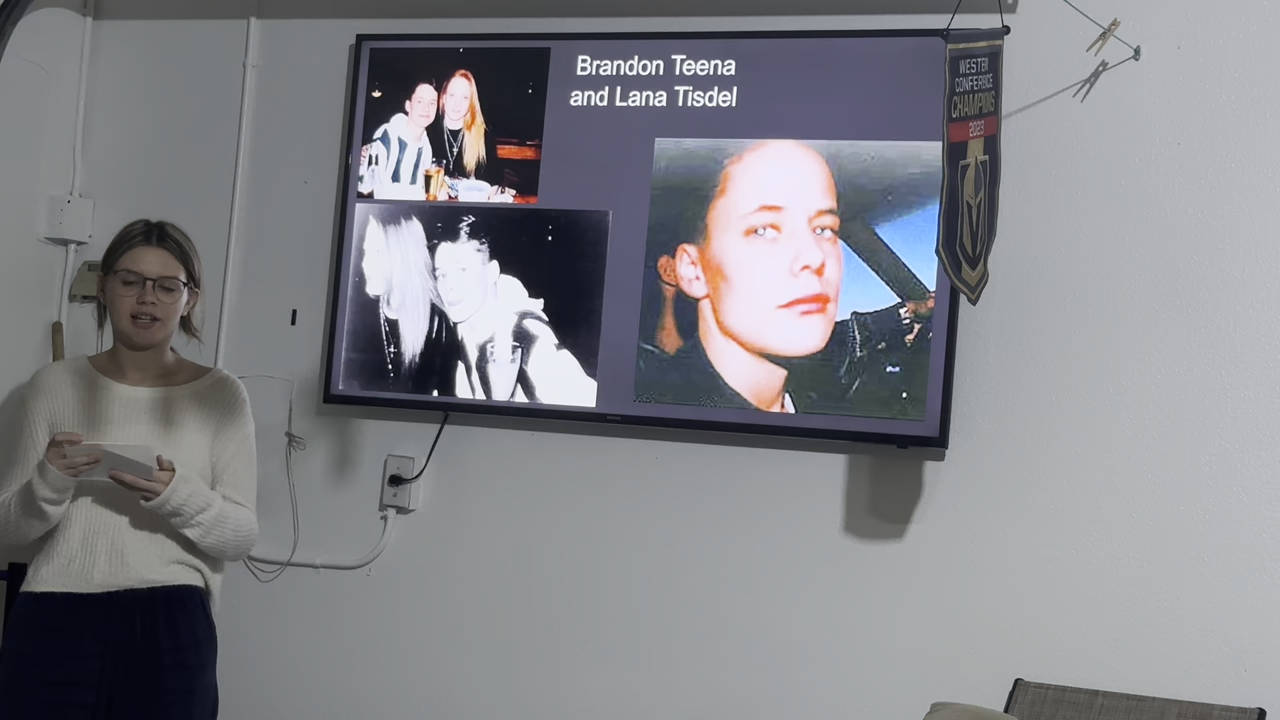 Brandon Teena
and Lana Tisdel
WESTERN
CONFERENCE
CHAMPIONS
2023